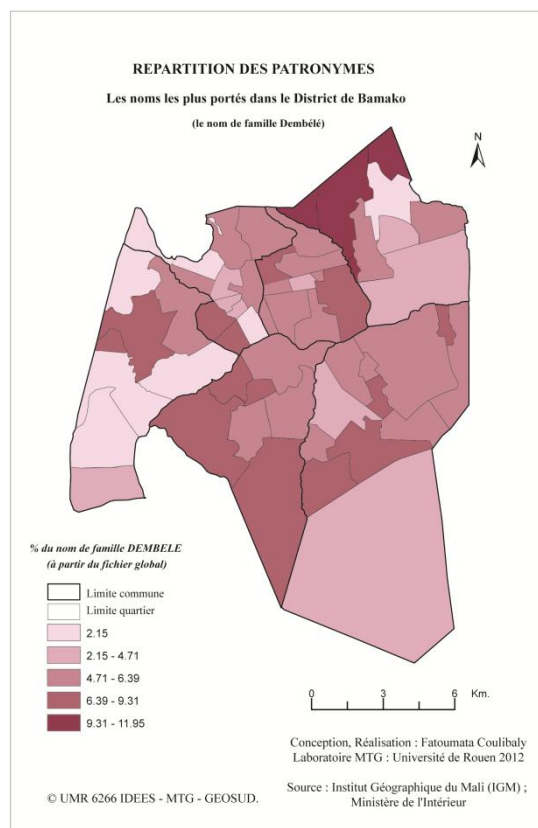 REPARTITION DES PATRONYMES
Les noms les plus portés dans le District de Bamako
(le nom de famille Dembélé)
N
% du nom de famille DEMBELE
(à partir du fichier global)
Limite commune
Limite quartier
2.15
2.15 - 4.71
4.71 - 6.39
6.39 - 9.31
9.31 - 11.95
0 3 6 Km.
Conception, Réalisation : Fatoumata Coulibaly
Laboratoire MTG : Université de Rouen 2012
Source : Institut Géographique du Mali (IGM) ;
Ministère de l'Intérieur
© UMR 6266 IDEES - MTG - GEOSUD.